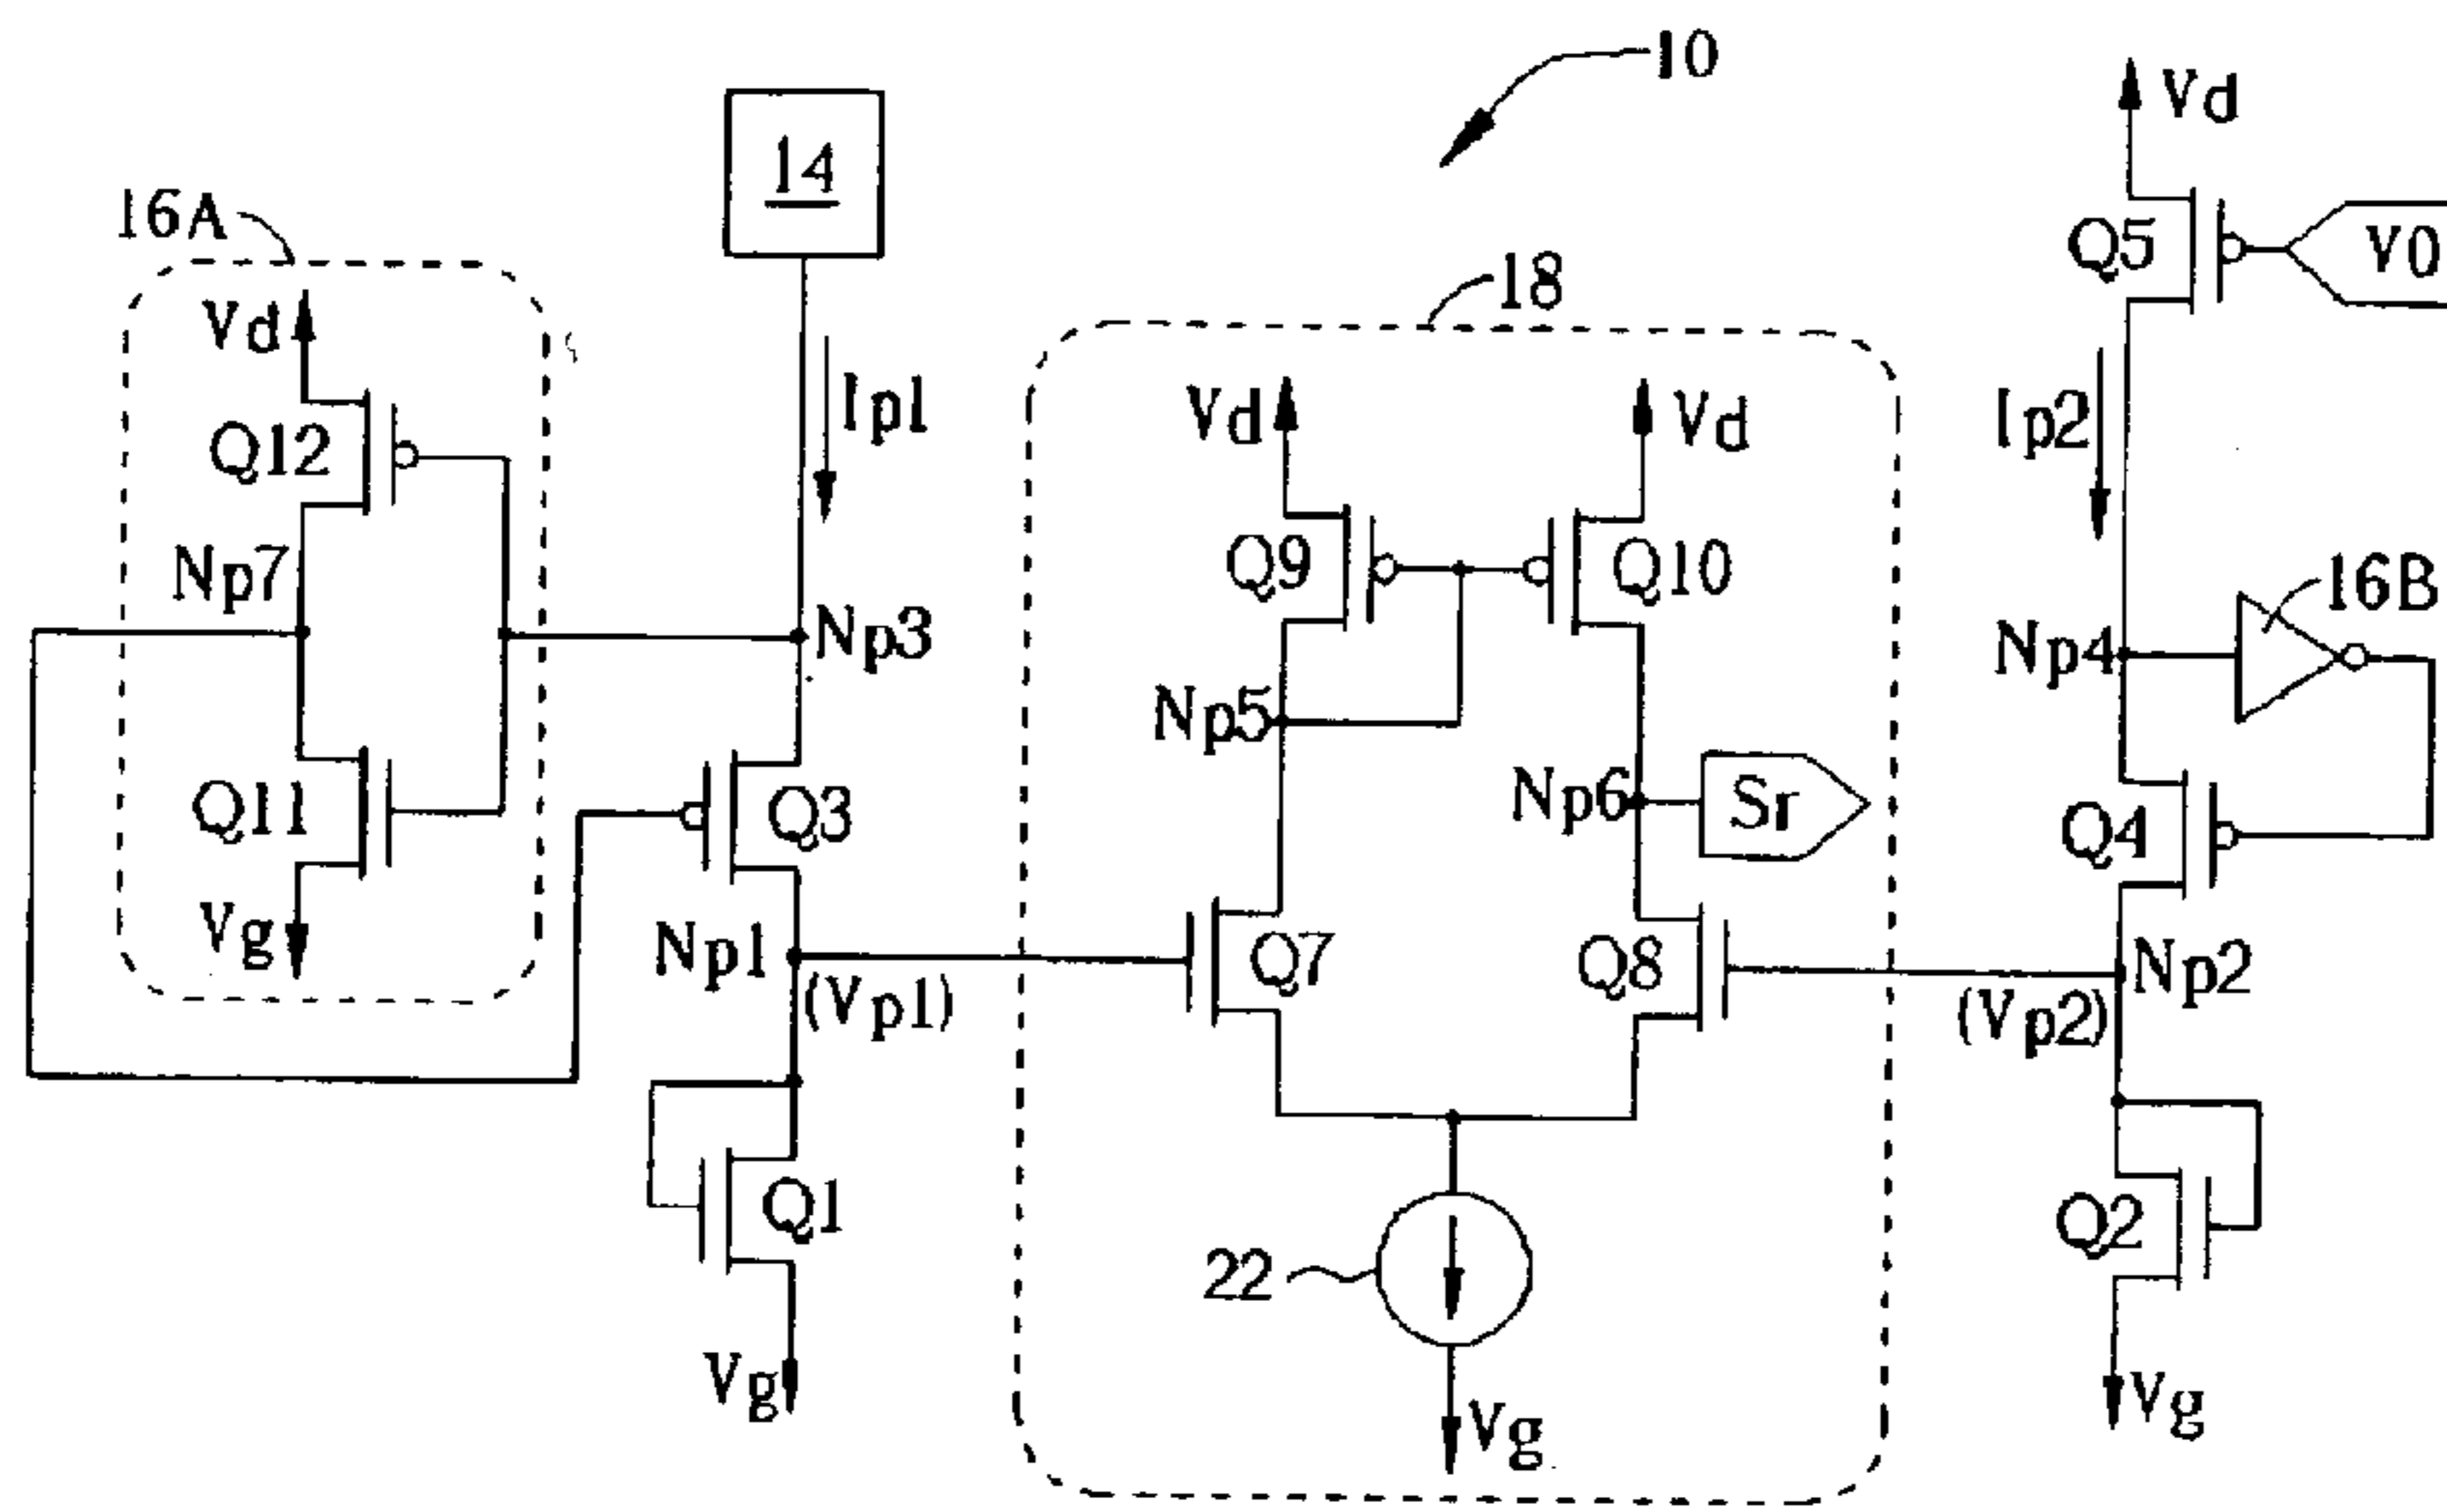 10
14
Vd
16A
Q5
V0
18
Vd
Ip1
Vd
Vd
Ip2
Q12
Q9
Q10
16B
Np7
Np3
Np4
Np5
Np6
Sr
Q11
Q3
Q4
Vg
Np1
(Vp1)
Q7
Q8
Np2
(Vp2)
Q1
Q2
22
Vg
Vg
Vg